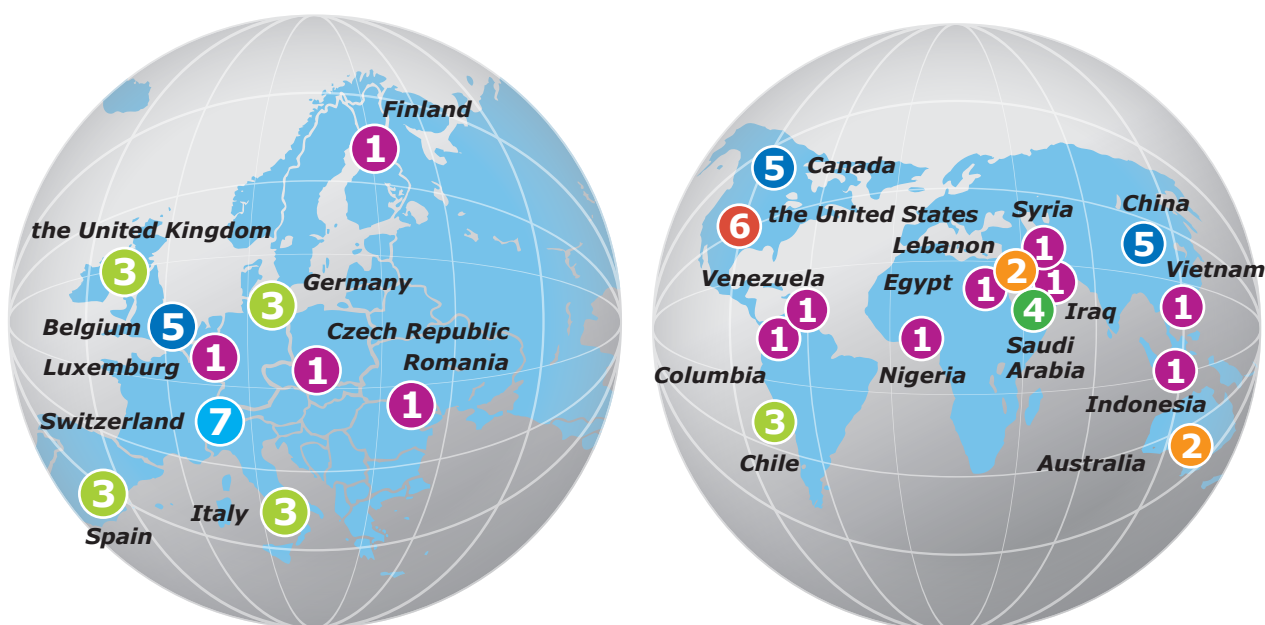 Finland
1
the United Kingdom
3
Germany
3
Belgium
5
Czech Republic
1
Luxemburg
1
Romania
1
Switzerland
7
Spain
3
Italy
3
Canada
5
the United States
6
Syria
1
China
5
Lebanon
2
Vietnam
1
Venezuela
1
Egypt
1
Iraq
1
Columbia
1
Nigeria
1
Saudi
Arabia
4
Indonesia
1
Chile
3
Australia
2